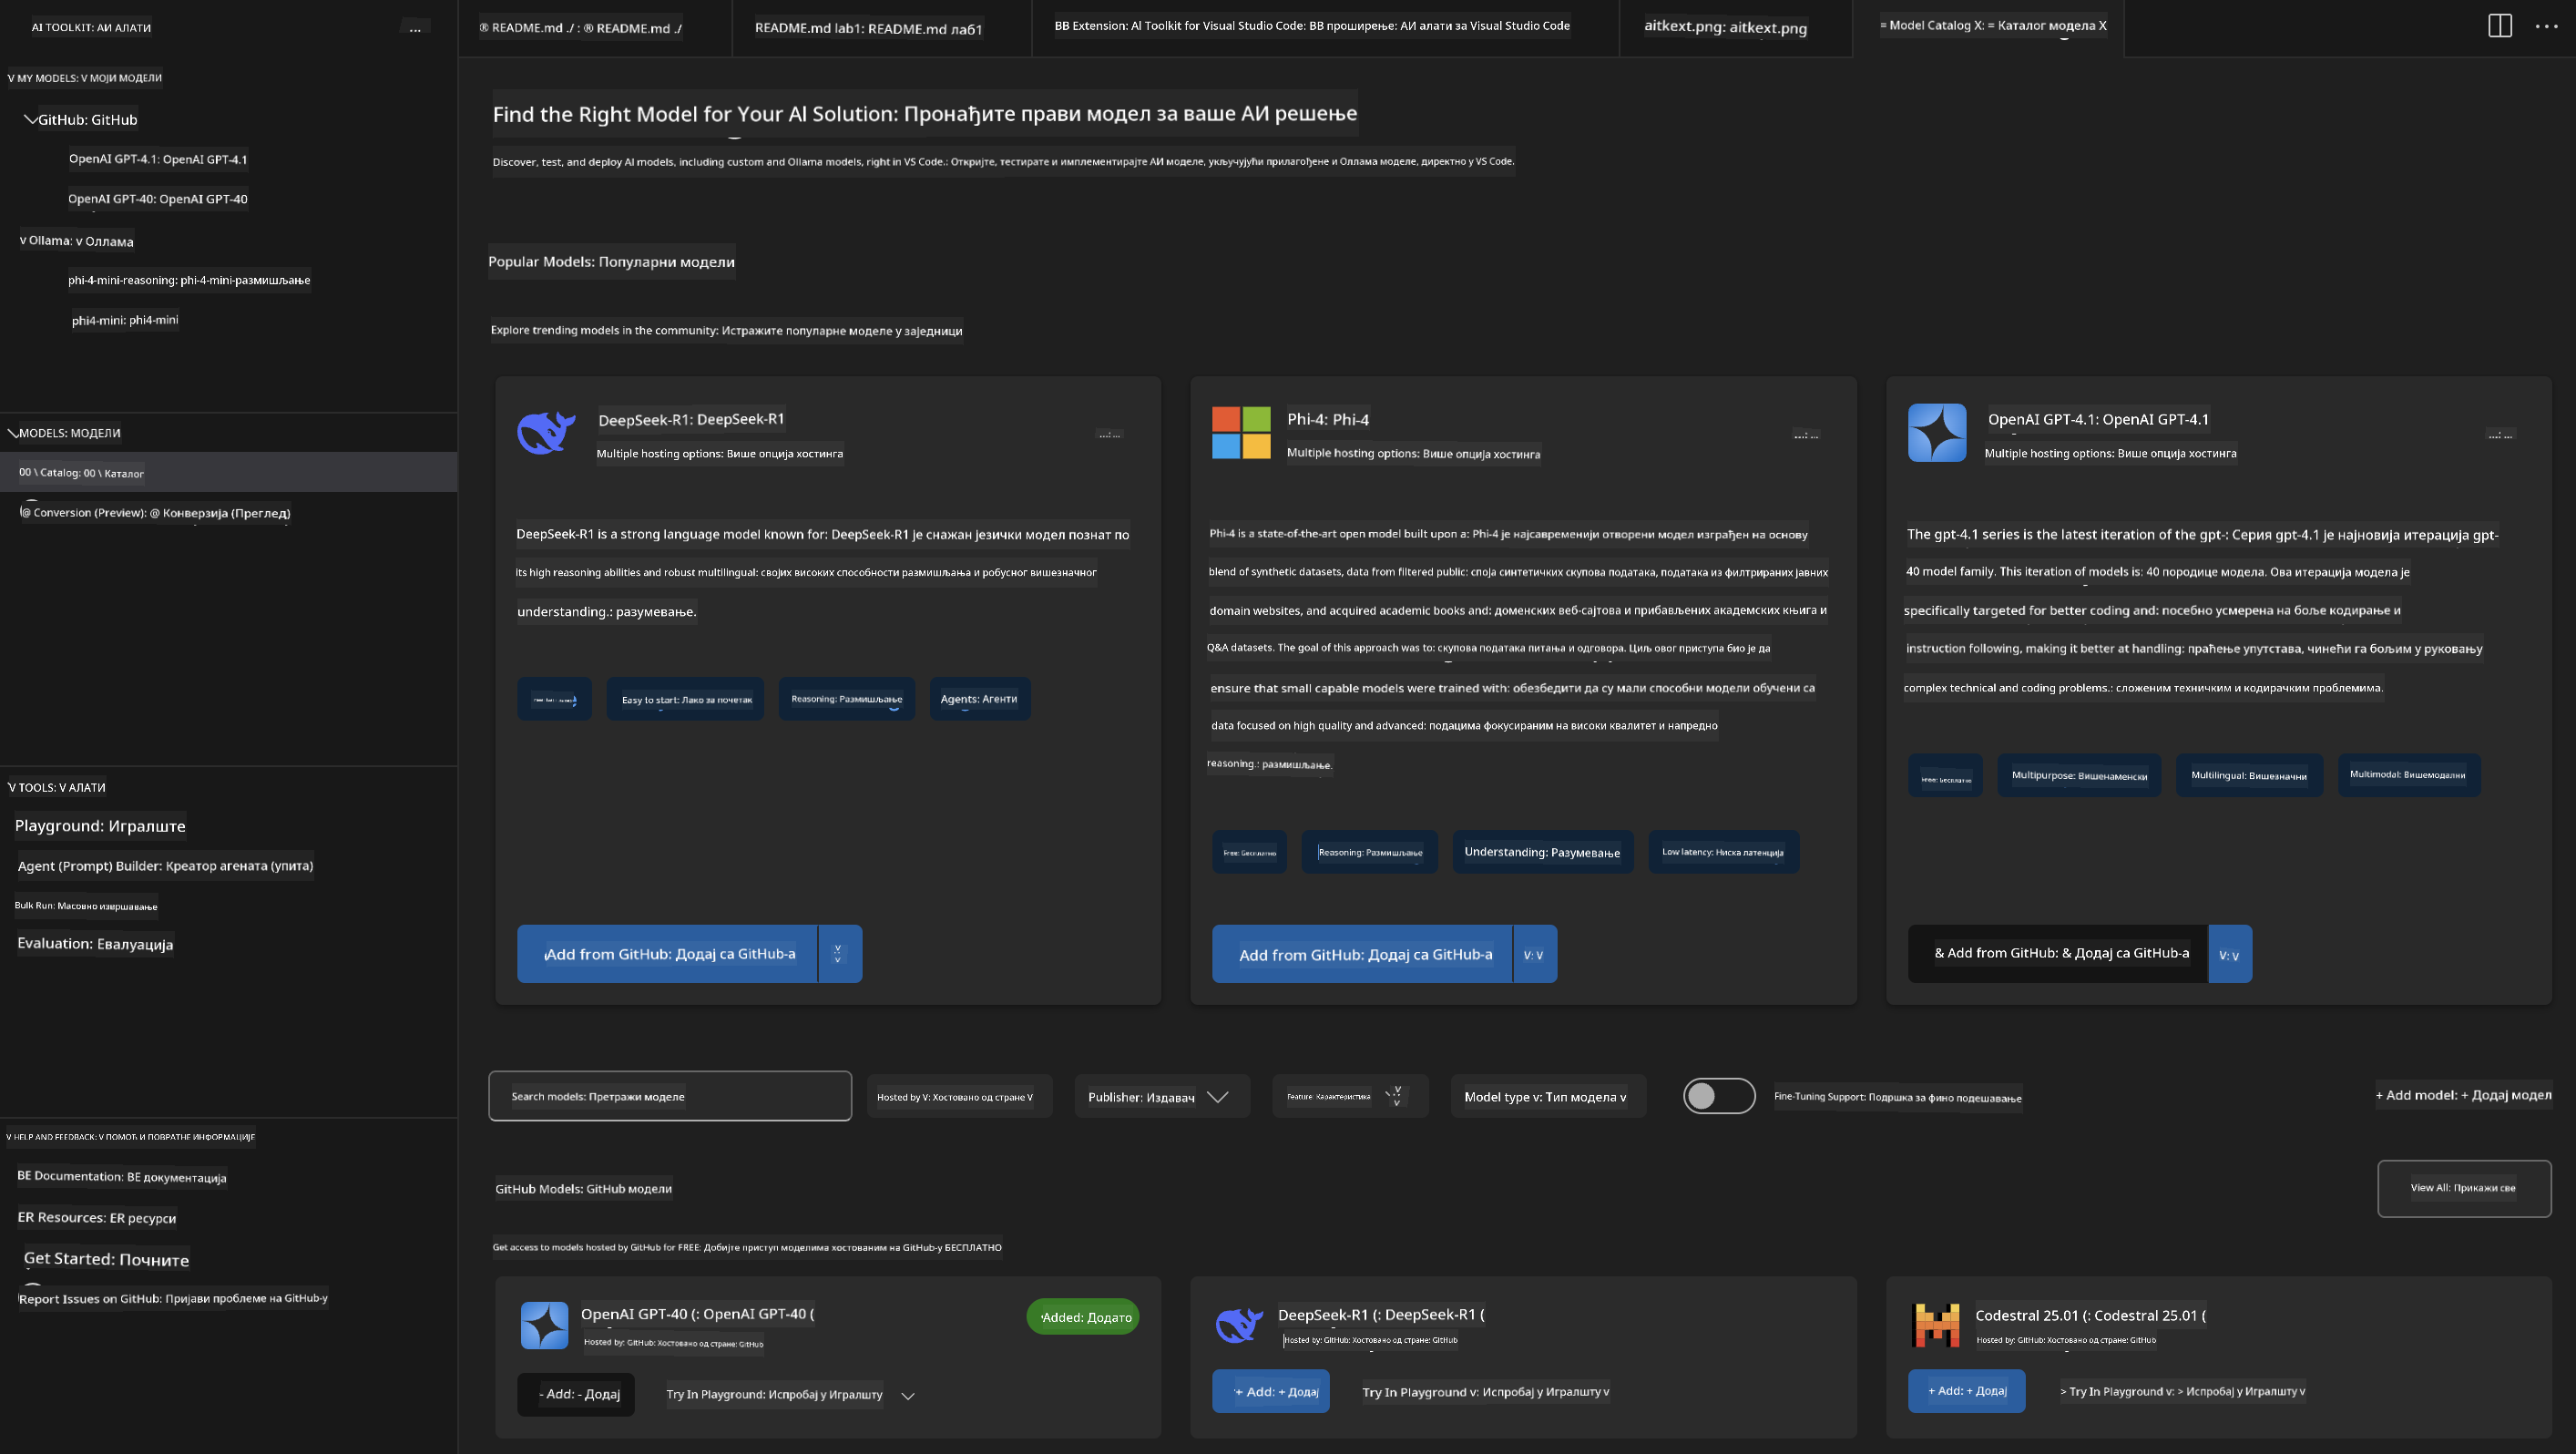 AI TOOLKIT: АИ АЛАТИ
...
V MY MODELS: V МОЈИ МОДЕЛИ
GitHub: GitHub
OpenAI GPT-4.1: OpenAI GPT-4.1
OpenAI GPT-40: OpenAI GPT-40
v Ollama: v Оллама
phi-4-mini-reasoning: phi-4-mini-размишљање
phi4-mini: phi4-mini
MODELS: МОДЕЛИ
00 \ Catalog: 00 \ Каталог
@ Conversion (Preview): @ Конверзија (Преглед)
V TOOLS: V АЛАТИ
Playground: Игралиште
Agent (Prompt) Builder: Креатор агената (упита)
Bulk Run: Масовно извршавање
Evaluation: Евалуација
V HELP AND FEEDBACK: V ПОМОЋ И ПОВРАТНЕ ИНФОРМАЦИЈЕ
BE Documentation: BE документација
ER Resources: ER ресурси
Get Started: Почните
Report Issues on GitHub: Пријави проблеме на GitHub-у
® README.md ./ : ® README.md ./
README.md lab1: README.md лаб1
BB Extension: Al Toolkit for Visual Studio Code: BB проширење: АИ алати за Visual Studio Code
aitkext.png: aitkext.png
= Model Catalog X: = Каталог модела X
Find the Right Model for Your Al Solution: Пронађите прави модел за ваше АИ решење
Discover, test, and deploy Al models, including custom and Ollama models, right in VS Code.: Откријте, тестирате и имплементирајте АИ моделе, укључујући прилагођене и Оллама моделе, директно у VS Code.
Popular Models: Популарни модели
Explore trending models in the community: Истражите популарне моделе у заједници
DeepSeek-R1: DeepSeek-R1
Multiple hosting options: Више опција хостинга
DeepSeek-R1 is a strong language model known for: DeepSeek-R1 је снажан језички модел познат по
its high reasoning abilities and robust multilingual: својих високих способности размишљања и робусног вишезначног
understanding.: разумевање.
Easy to start: Лако за почетак
Reasoning: Размишљање
Agents: Агенти
Add from GitHub: Додај са GitHub-а
Phi-4: Phi-4
Multiple hosting options: Више опција хостинга
Phi-4 is a state-of-the-art open model built upon a: Phi-4 је најсавременији отворени модел изграђен на основу
blend of synthetic datasets, data from filtered public: споја синтетичких скупова података, података из филтрираних јавних
domain websites, and acquired academic books and: доменских веб-сајтова и прибављених академских књига и
Q&A datasets. The goal of this approach was to: скупова података питања и одговора. Циљ овог приступа био је да
ensure that small capable models were trained with: обезбедити да су мали способни модели обучени са
data focused on high quality and advanced: подацима фокусираним на високи квалитет и напредно
reasoning.: размишљање.
Free: Бесплатно
Reasoning: Размишљање
Understanding: Разумевање
Low latency: Ниска латенција
Add from GitHub: Додај са GitHub-а
V: V
OpenAI GPT-4.1: OpenAI GPT-4.1
Multiple hosting options: Више опција хостинга
The gpt-4.1 series is the latest iteration of the gpt-: Серия gpt-4.1 је најновија итерација gpt-
40 model family. This iteration of models is: 40 породице модела. Ова итерација модела је
specifically targeted for better coding and: посебно усмерена на боље кодирање и
instruction following, making it better at handling: праћење упутстава, чинећи га бољим у руковању
complex technical and coding problems.: сложеним техничким и кодирачким проблемима.
Free: Бесплатно
Multipurpose: Вишенаменски
Multilingual: Вишезначни
Multimodal: Вишемодални
& Add from GitHub: & Додај са GitHub-а
V: V
Search models: Претражи моделе
Hosted by V: Хостовано од стране V
Publisher: Издавач
Feature: Карактеристика
Model type v: Тип модела v
Fine-Tuning Support: Подршка за фино подешавање
+ Add model: + Додај модел
GitHub Models: GitHub модели
View All: Прикажи све
Get access to models hosted by GitHub for FREE: Добијте приступ моделима хостованим на GitHub-у БЕСПЛАТНО
OpenAI GPT-40 (: OpenAI GPT-40 (
Hosted by: GitHub: Хостовано од стране: GitHub
Added: Додато
- Add: - Додај
Try In Playground: Испробај у Игралишту
DeepSeek-R1 (: DeepSeek-R1 (
Hosted by: GitHub: Хостовано од стране: GitHub
+ Add: + Додај
Try In Playground v: Испробај у Игралишту v
Codestral 25.01 (: Codestral 25.01 (
Hosted by: GitHub: Хостовано од стране: GitHub
+ Add: + Додај
> Try In Playground v: > Испробај у Игралишту v